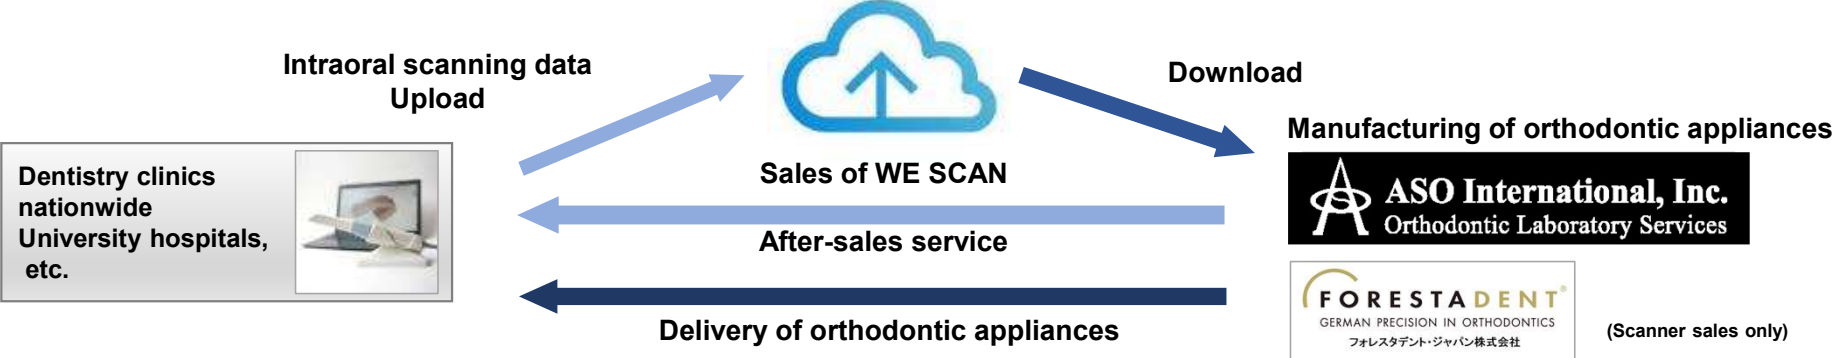 Intraoral scanning data
Upload
Download
Manufacturing of orthodontic appliances
Dentistry clinics
nationwide
University hospitals,
etc.
Sales of WE SCAN
After-sales service
Delivery of orthodontic appliances
ASO International, Inc.
Orthodontic Laboratory Services
FORESTADENT®
GERMAN PRECISION IN ORTHODONTICS
フォレスタデント・ジャパン株式会社
(Scanner sales only)